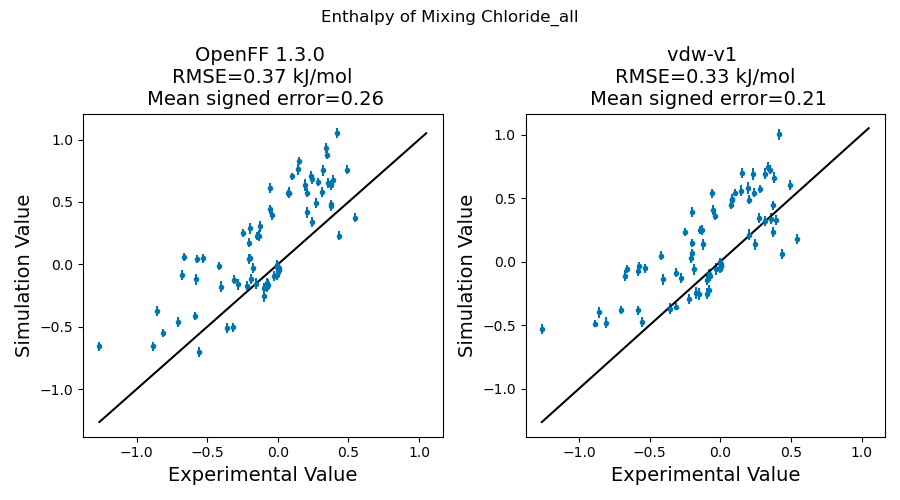 Enthalpy of Mixing Chloride_all
OpenFF 1.3.0
RMSE=0.37 kJ/mol
Mean signed error=0.26
1.0
0.5
0.0
−0.5
−1.0
Simulation Value
−1.0 −0.5 0.0 0.5 1.0
Experimental Value
vdw-v1
RMSE=0.33 kJ/mol
Mean signed error=0.21
1.0
0.5
0.0
−0.5
−1.0
Simulation Value
−1.0 −0.5 0.0 0.5 1.0
Experimental Value